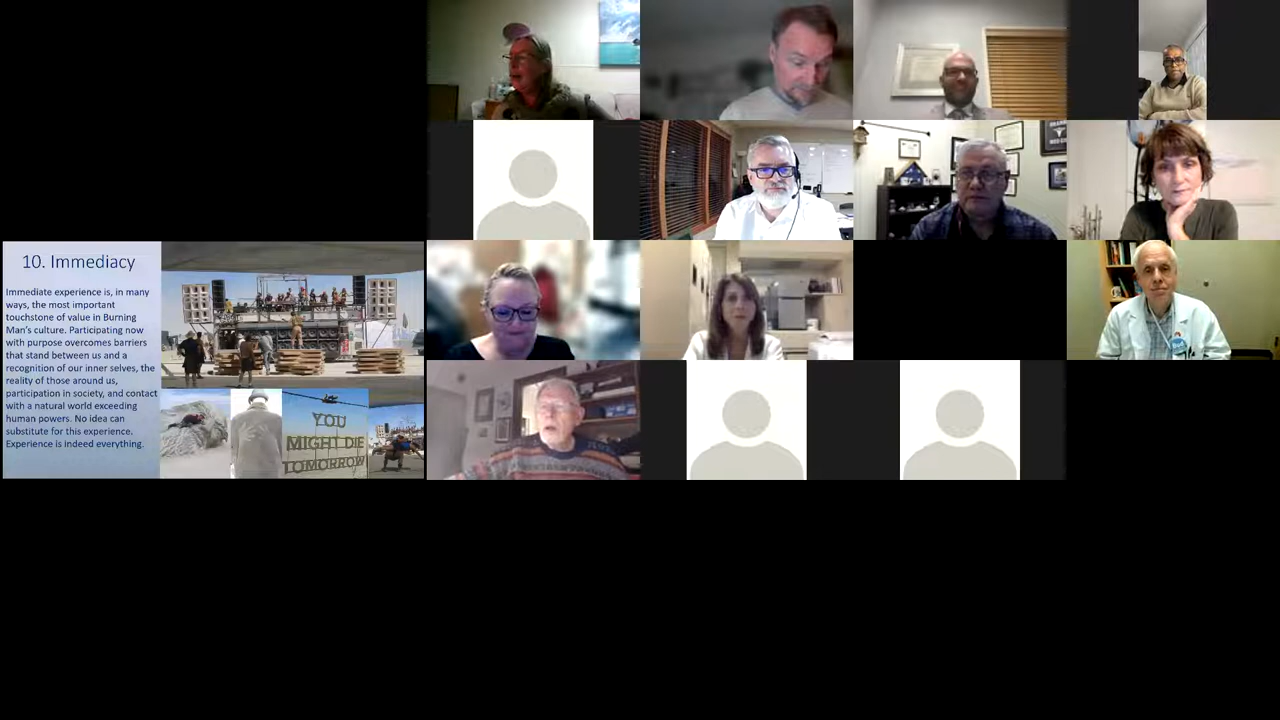 10. Immediacy
Immediate experience is, in many
ways, the most important
touchstone of value in Burning
Man's culture. Participating now
with purpose overcomes barriers
that stand between us and a
recognition of our inner selves, the
reality of those around us,
participation in society, and contact
with a natural world exceeding
human powers. No idea can
substitute for this experience.
Experience is indeed everything.
YOU
MIGHT DIE
TOMORROW